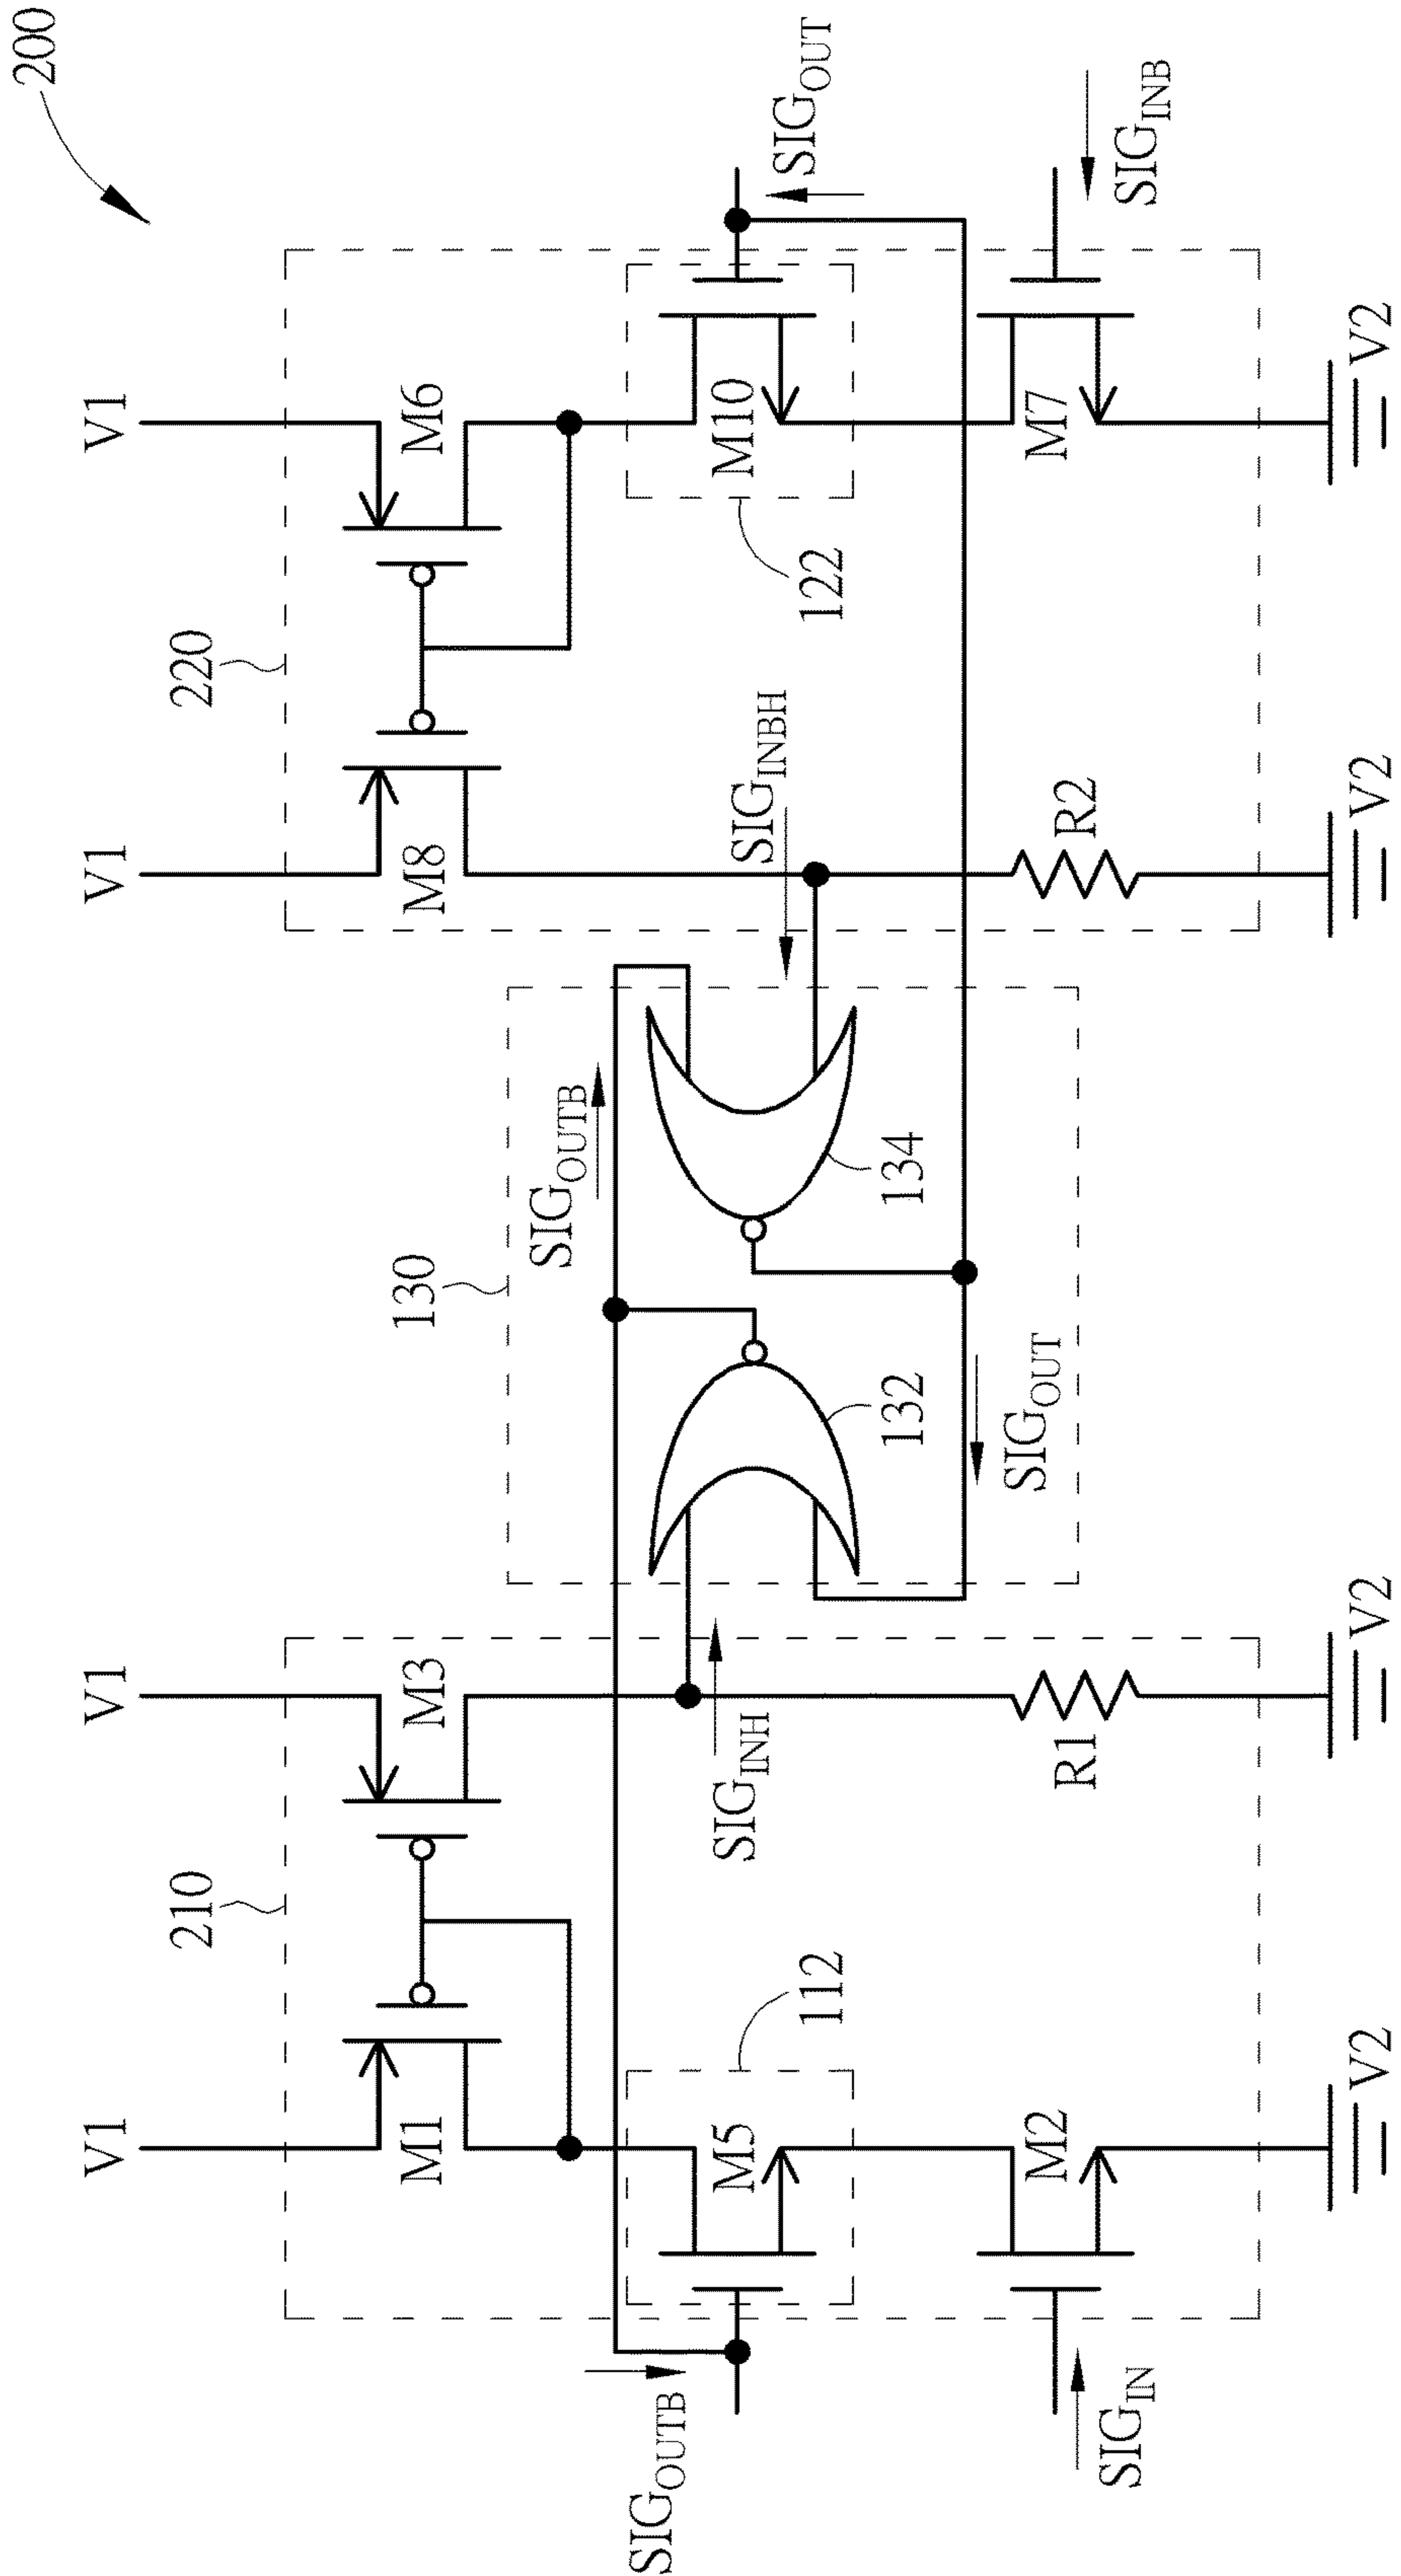 200
V1
V1
V1
V1
210
220
M1
M3
M8
M6
130
SIG_OUTB
SIG_OUTB
112
M5
SIG_INH
132
134
SIG_INBH
122
M10
SIG_OUT
SIG_OUT
SIG_IN
M2
R1
R2
M7
SIG_INB
V2
V2
V2
V2